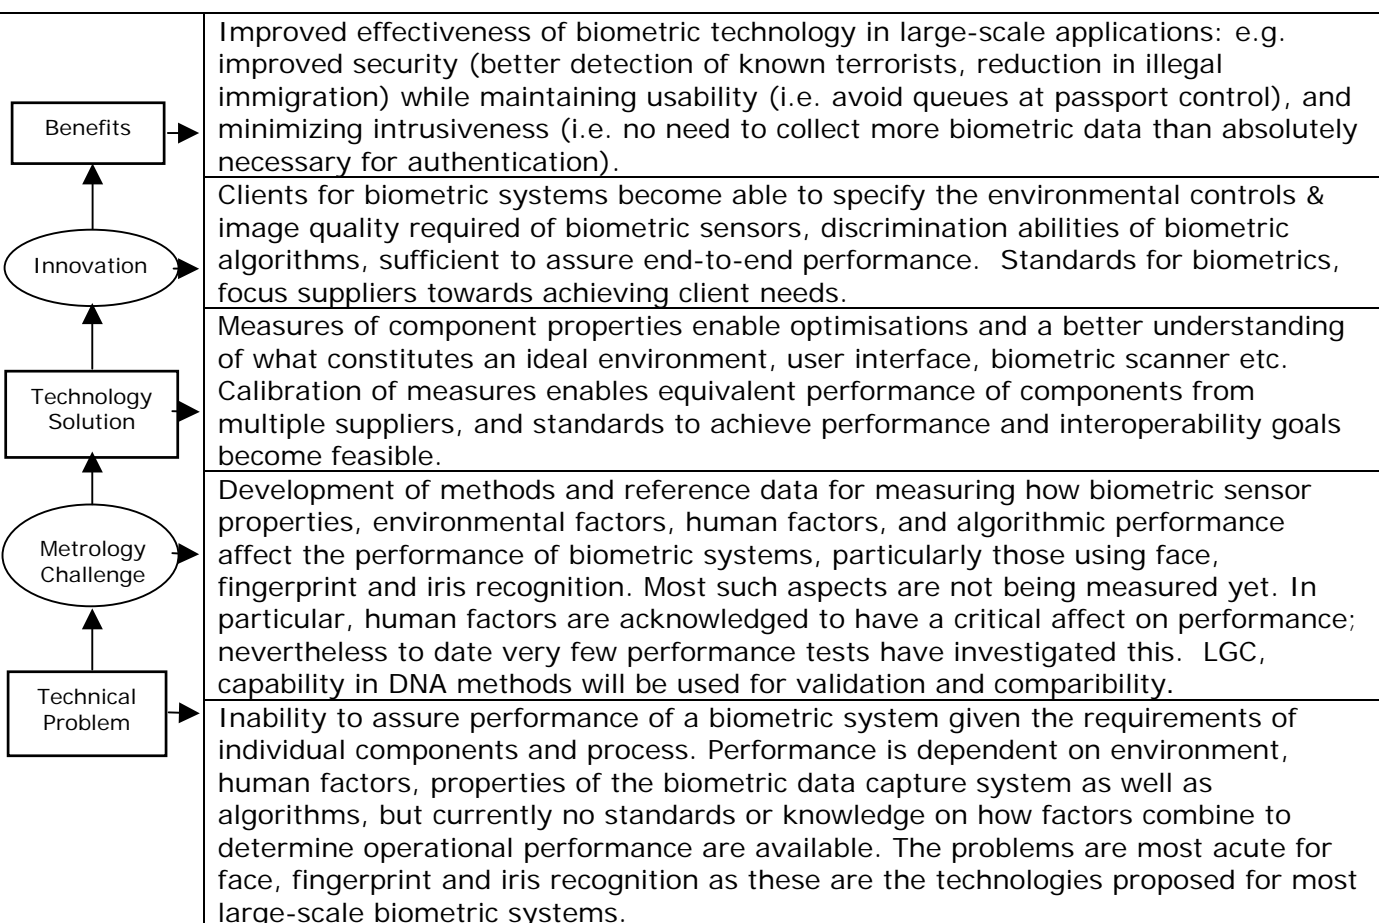 Benefits
Improved effectiveness of biometric technology in large-scale applications: e.g.
improved security (better detection of known terrorists, reduction in illegal
immigration) while maintaining usability (i.e. avoid queues at passport control), and
minimizing intrusiveness (i.e. no need to collect more biometric data than absolutely
necessary for authentication).
Innovation
Clients for biometric systems become able to specify the environmental controls &
image quality required of biometric sensors, discrimination abilities of biometric
algorithms, sufficient to assure end-to-end performance.  Standards for biometrics,
focus suppliers towards achieving client needs.
Technology
Solution
Measures of component properties enable optimisations and a better understanding
of what constitutes an ideal environment, user interface, biometric scanner etc.
Calibration of measures enables equivalent performance of components from
multiple suppliers, and standards to achieve performance and interoperability goals
become feasible.
Metrology
Challenge
Development of methods and reference data for measuring how biometric sensor
properties, environmental factors, human factors, and algorithmic performance
affect the performance of biometric systems, particularly those using face,
fingerprint and iris recognition. Most such aspects are not being measured yet. In
particular, human factors are acknowledged to have a critical affect on performance;
nevertheless to date very few performance tests have investigated this.  LGC,
capability in DNA methods will be used for validation and comparibility.
Technical
Problem
Inability to assure performance of a biometric system given the requirements of
individual components and process. Performance is dependent on environment,
human factors, properties of the biometric data capture system as well as
algorithms, but currently no standards or knowledge on how factors combine to
determine operational performance are available. The problems are most acute for
face, fingerprint and iris recognition as these are the technologies proposed for most
large-scale biometric systems.